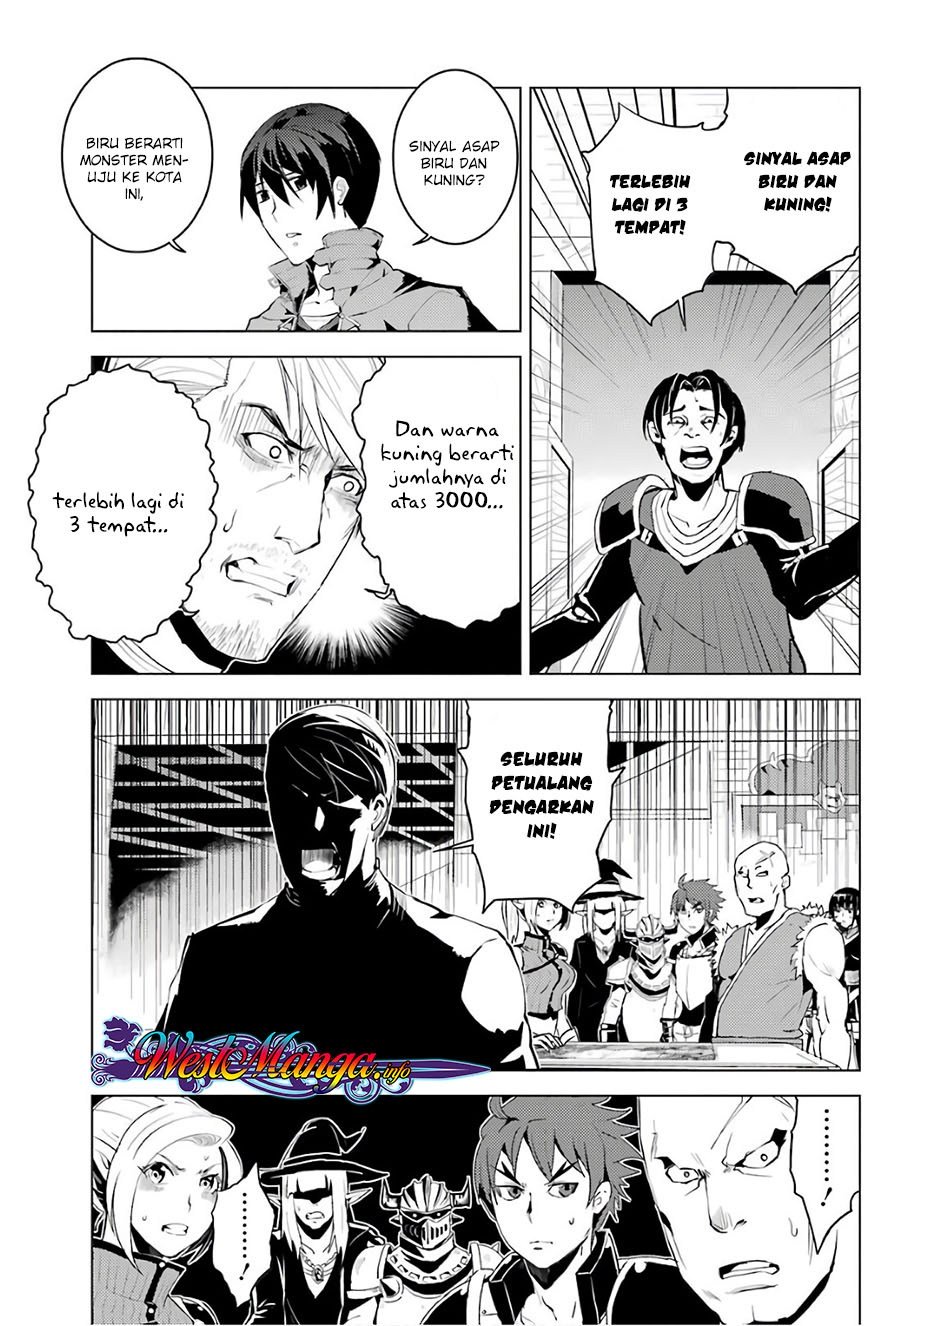 SINYAL ASAP
BIRU DAN
KUNING!
TERLEBIH
LAGI DI 3
TEMPAT!
SINYAL ASAP
BIRU DAN
KUNING?
BIRU BERARTI
MONSTER MEN-
UJU KE KOTA
INI,
Dan warna
kuning berarti
jumlahnya di
atas 3000...
terlebih lagi di
3 tempat...
SELURUH
PETUALANG
DENGARKAN
INI!
WestManga.info
......
......